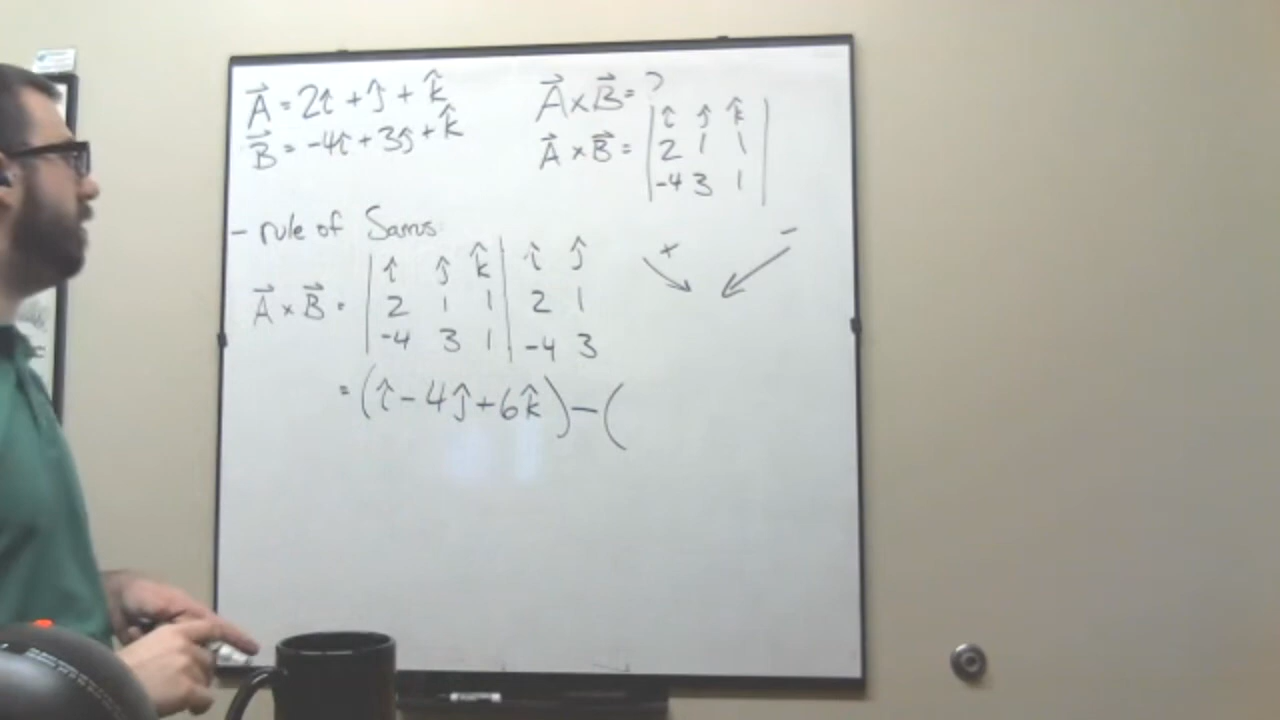 A⃗ = 2î + ĵ + k̂
B⃗ = -4î + 3ĵ + k̂
A⃗ x B⃗ = ?
A⃗ x B⃗ = | î ĵ k̂ |
| 2 1 1 |
| -4 3 1 |
- rule of Sarrus
A⃗ x B⃗ = | î ĵ k̂ | î ĵ
| 2 1 1 | 2 1
| -4 3 1 | -4 3
+ -
= (î - 4ĵ + 6k̂) - (